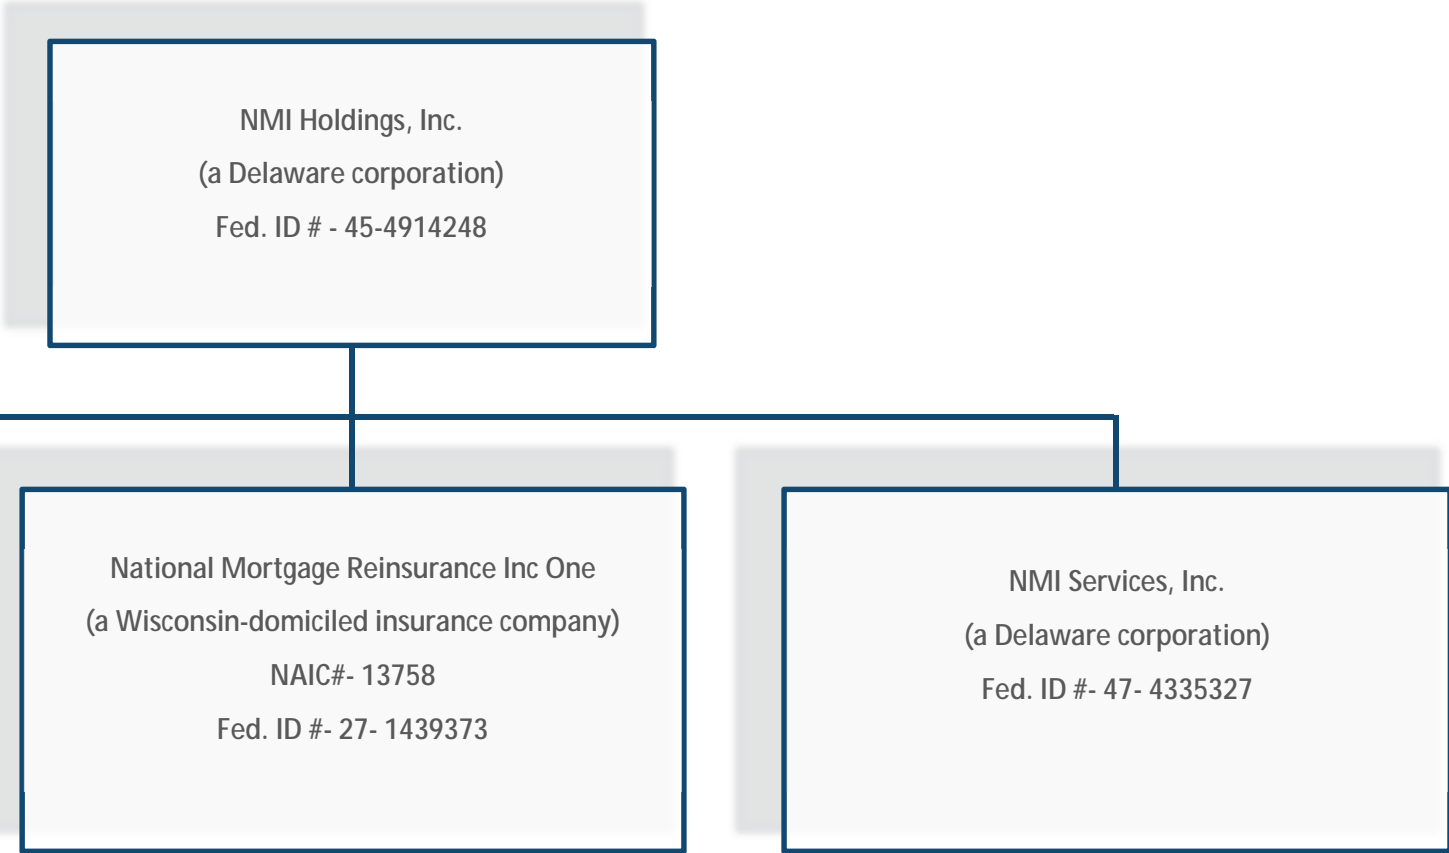 NMI Holdings, Inc.
(a Delaware corporation)
Fed. ID # - 45-4914248
National Mortgage Reinsurance Inc One
(a Wisconsin-domiciled insurance company)
NAIC#- 13758
Fed. ID #- 27- 1439373
NMI Services, Inc.
(a Delaware corporation)
Fed. ID #- 47- 4335327